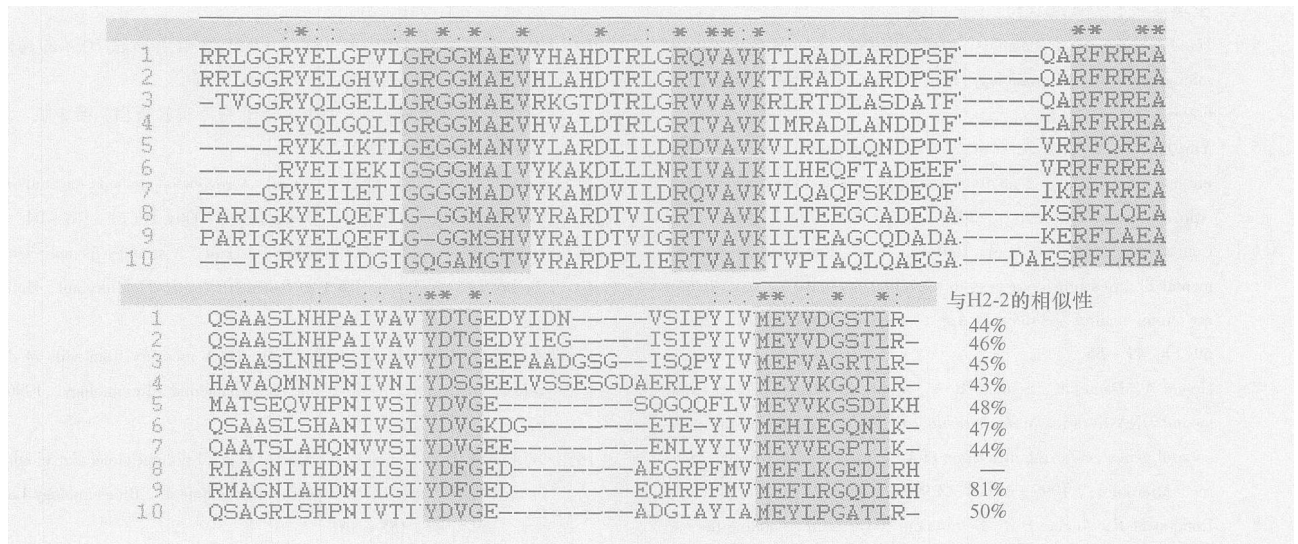 : * : : * * * : * * : * ** * : ** **
1 RRLGGRYELGPVLGRGGMAEVYHAHDTRLGRQVAVKTLRADLARDPSF'------QARFRREA
2 RRLGGRYELGHVLGRGGMAEVHLAHDTRLGRTVAVKTLRADLARDPSF'------QARFRREA
3 -TVGGRYQLGELLGRGGMAEVRKGTDTRLGRVVAVKRLRTDLASDATF'------QARFRREA
4 ----GRYQLGQLIGRGGMAEVHVALDTRLGRTVAVKIMRADLANDDIF'------LARFRREA
5 -----RYKLIKTLGEGGMANVYLARDLILDRDVAVKVLRLDLQNDPDT'------VRRFQREA
6 -----RYEIIEKIGSGGMAIVYKAKDLLLNRIVAIKILHEQFTADEEF'------VRRFRREA
7 ----GRYEILETIGGGGMADVYKAMDVILDRQVAVKVLQAQFSKDEQF'------IKRFRREA
8 PARIGKYELQEFLG-GGMARVYRARDTVIGRTVAVKILTEEGCADEDA.-----KSRFLQEA
9 PARIGKYELQEFLG-GGMSHVYRAIDTVIGRTVAVKILTEAGCQDADA.-----KERFLAEA
10 ---IGRYEIIDGIGQGAMGTVYRARDPLIERTVAIKTVPIAQLQAEGA.----DAESRFLREA
** * ** * * 与H2-2的相似性
1 QSAASLNHPAIVAVYDTGEDYIDN------VSIPYIVMEYVDGSTLR- 44%
2 QSAASLNHPAIVAVYDTGEDYIEG------ISIPYIVMEYVDGSTLR- 46%
3 QSAASLNHPSIVAVYDTGEEPAADGSG---ISQPYIVMEFVAGRTLR- 45%
4 HAVAQMNNPNIVNIYDSGEELVSSESGDAERLPYIVMEYVKGQTLR- 43%
5 MATSEQVHPNIVSIYDVGE---------SQGQQFLVMEYVKGSDLKH 48%
6 QSAASLSHANIVSIYDVGKDG--------ETE-YIVMEHIEGQNLK- 47%
7 QAATSLAHQNVVSIYDVGEE---------ENLYYIVMEYVEGPTLK- 44%
8 RLAGNITHDNIISIYDFGED--------AEGRPFMVMEFLKGEDLRH —
9 RMAGNLAHDNILGIYDFGED--------EQHRPFMVMEFLRGQDLRH 81%
10 QSAGRLSHPNIVTIYDVGE---------ADGIAYIAMEYLPGATLR- 50%